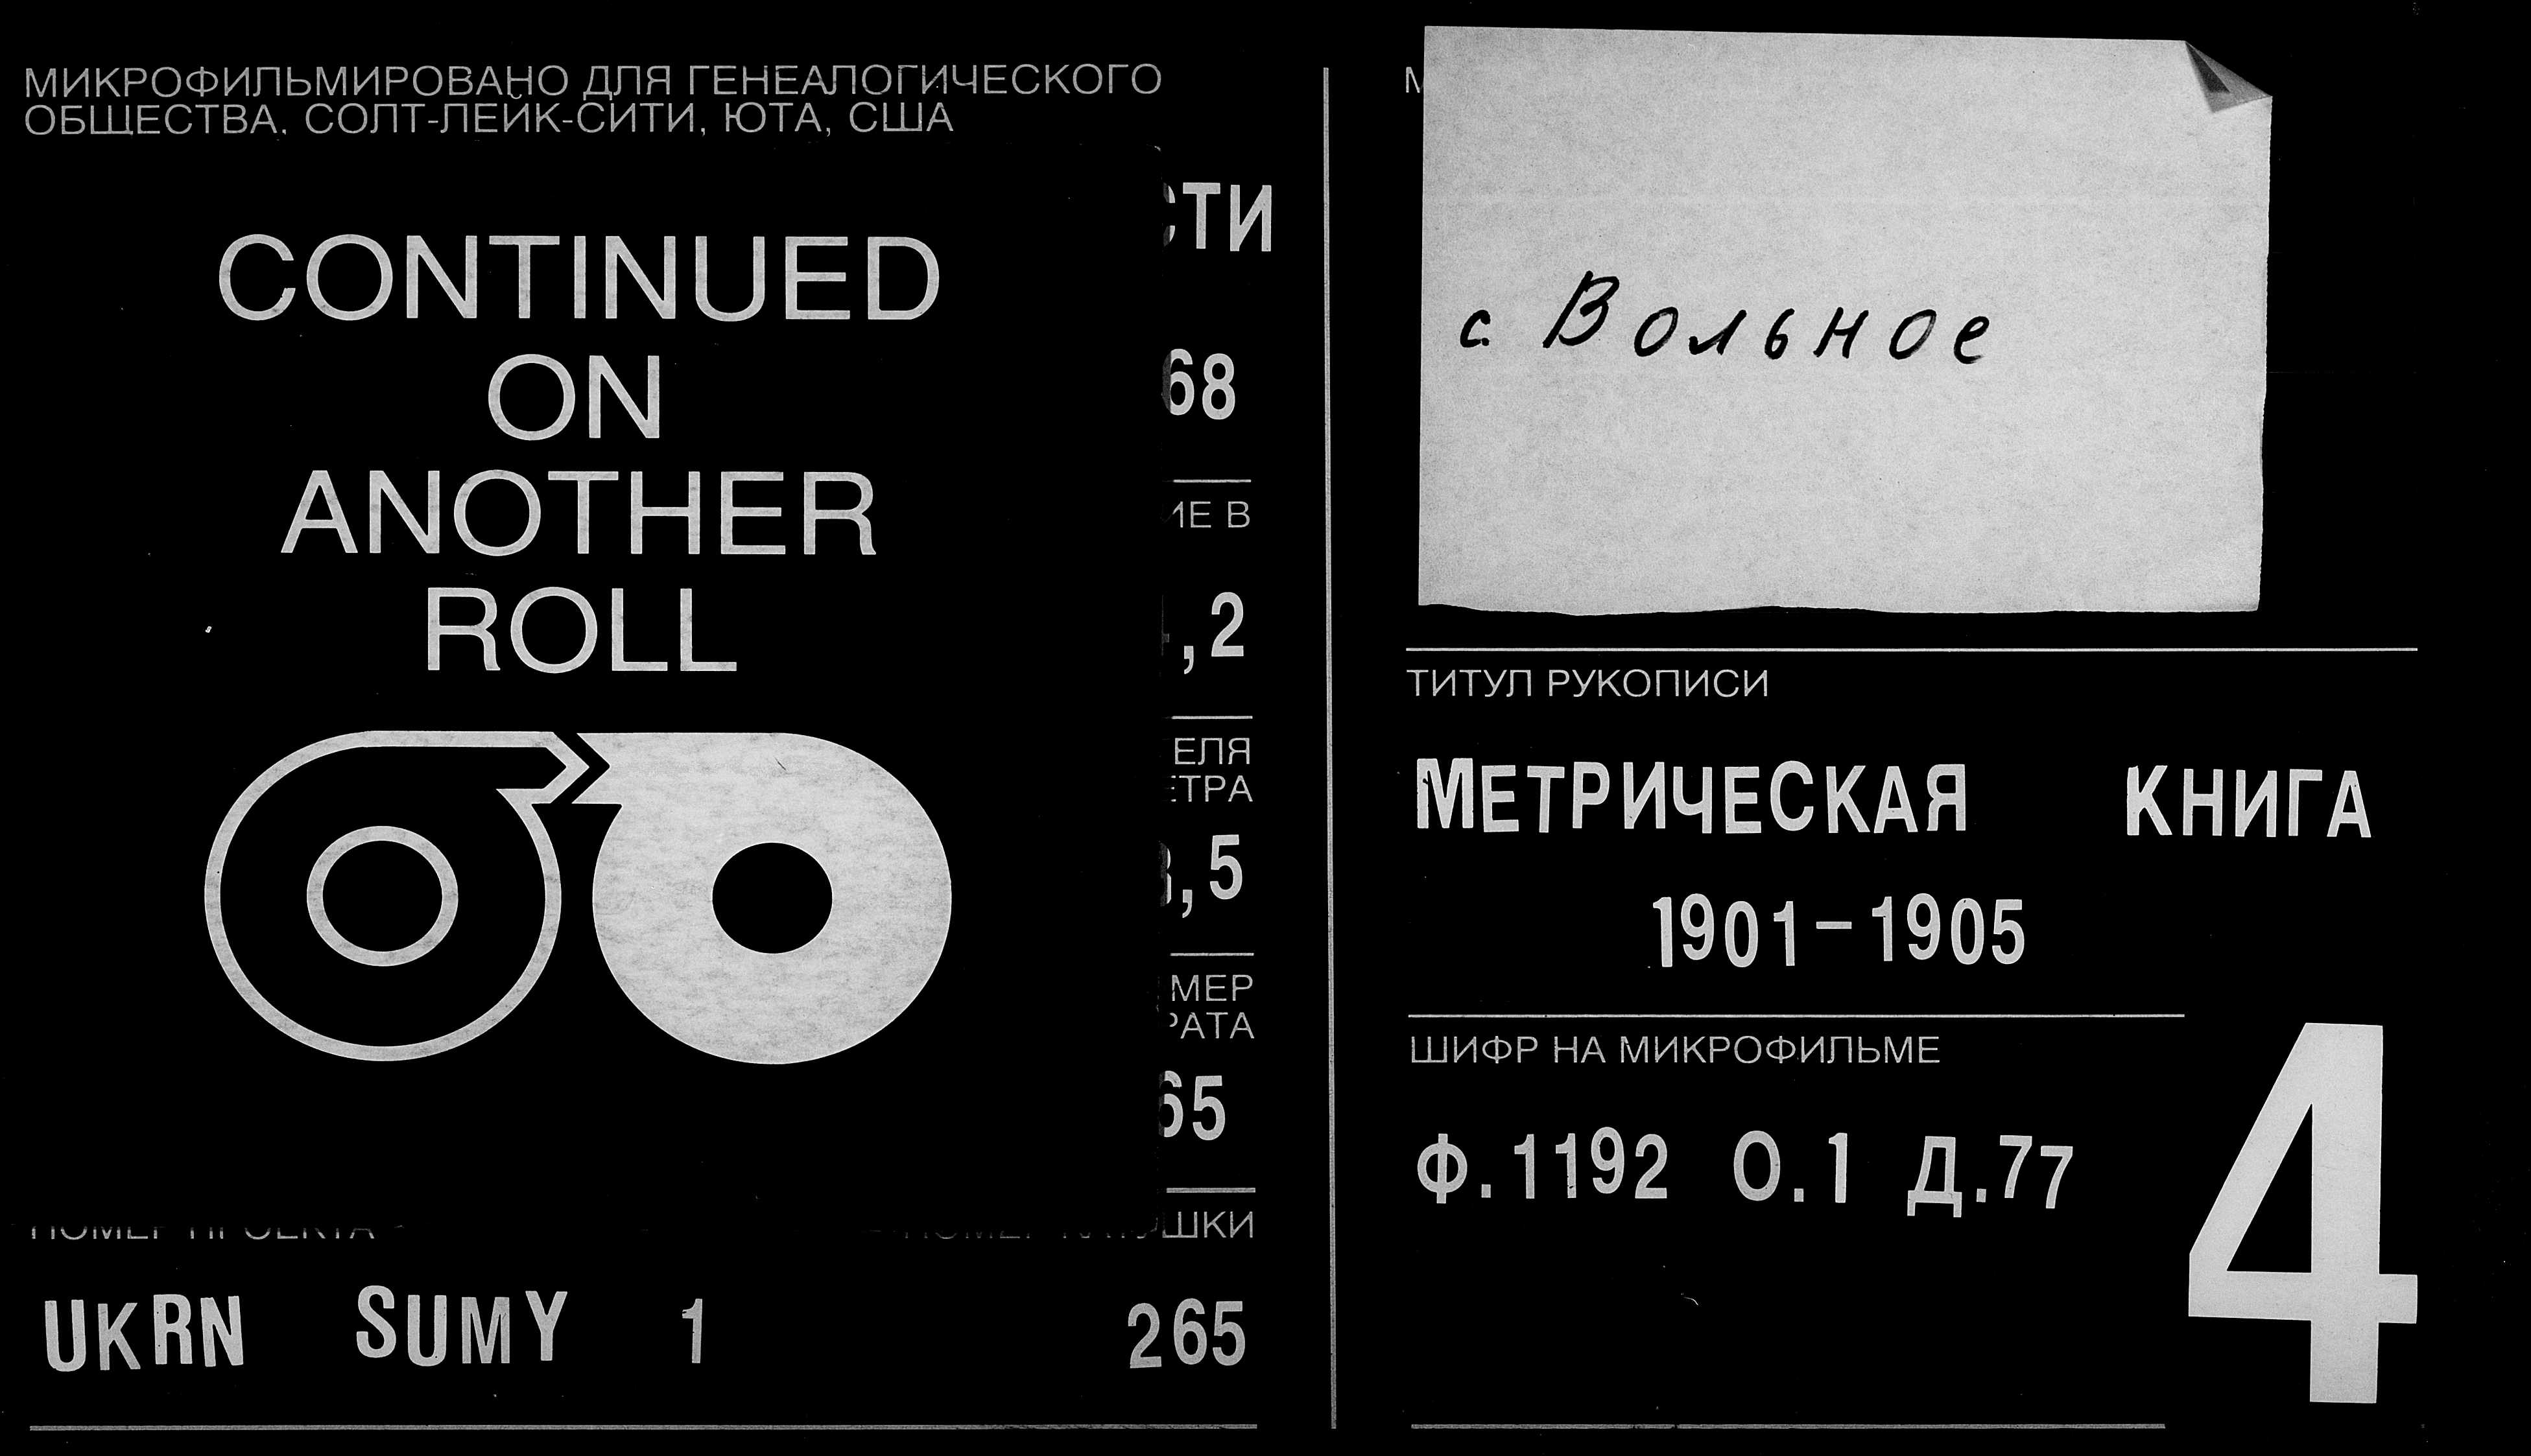 МИКРОФИЛЬМИРОВАНО ДЛЯ ГЕНЕАЛОГИЧЕСКОГО
ОБЩЕСТВА, СОЛТ-ЛЕЙК-СИТИ, ЮТА, США
CONTINUED
ON
ANOTHER
ROLL
СТИ
68
ИЕ В
,2
ЕЛЯ
ЕТРА
,5
МЕР
РАТА
65
ШКИ
UKRN SUMY 1 265
с. Вольное
ТИТУЛ РУКОПИСИ
МЕТРИЧЕСКАЯ КНИГА
1901-1905
ШИФР НА МИКРОФИЛЬМЕ
Ф.1192 О.1 Д.77
4